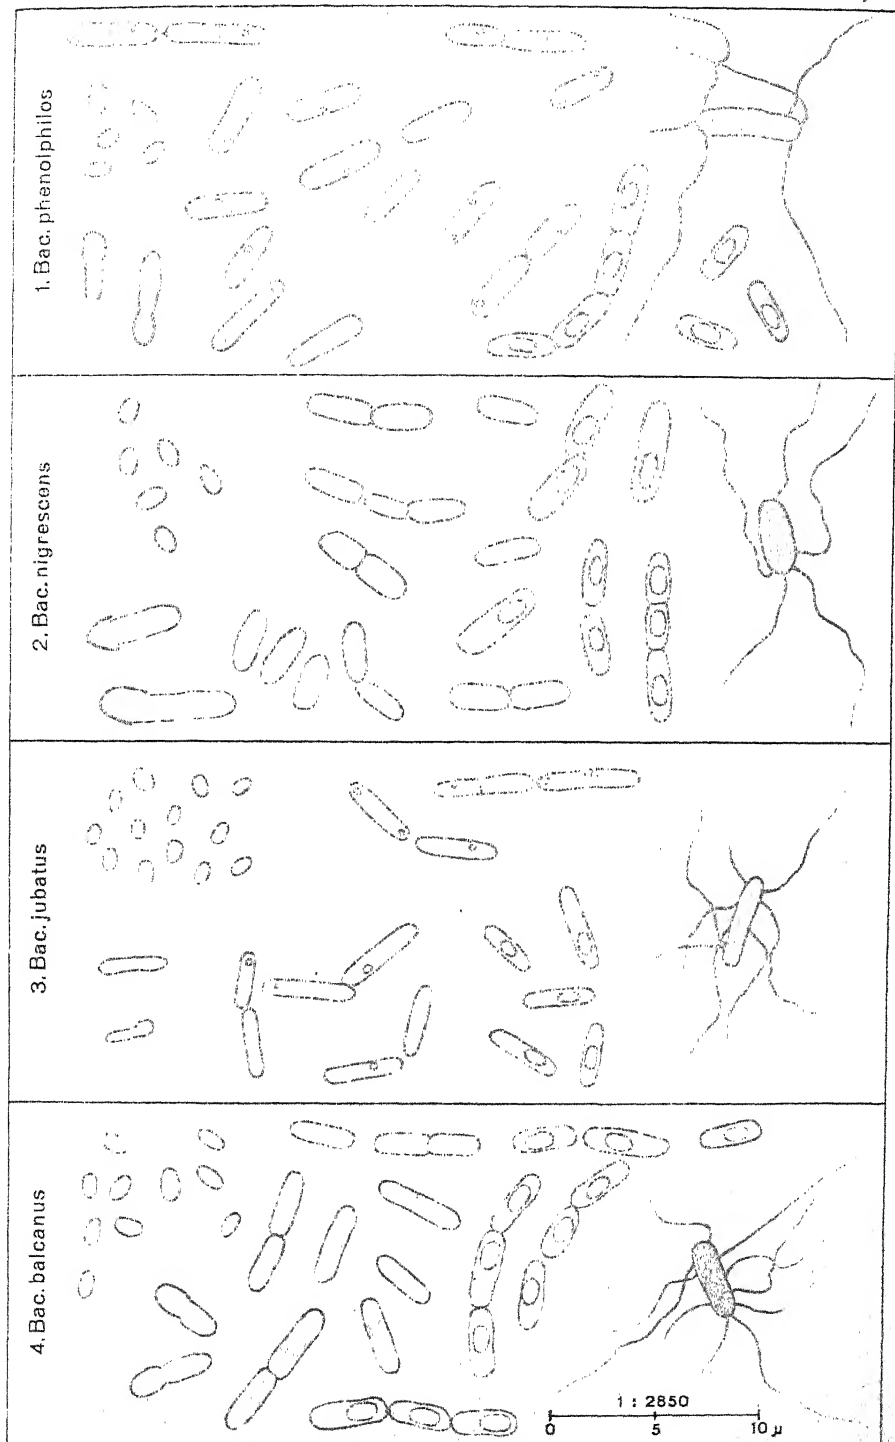 1. Bac. phenolphilos
2. Bac. nigrescens
3. Bac. jubatus
4. Bac. balcanus
1 : 2850
0 5 10 µ